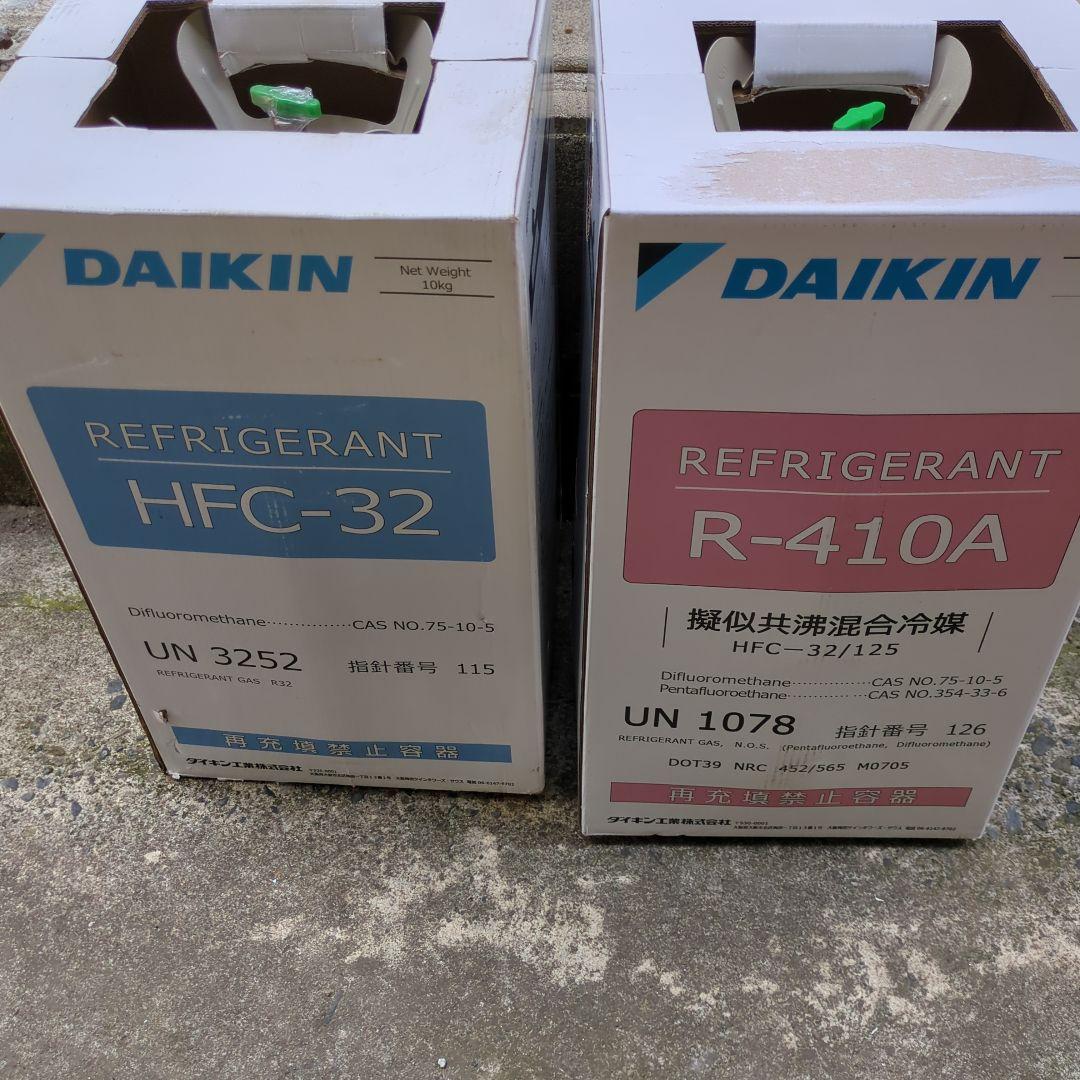 DAIKIN
Net Weight
10kg
REFRIGERANT
HFC-32
Difluoromethane……………CAS NO.75-10-5
UN 3252 指針番号 115
REFRIGERANT GAS R32
再充填禁止容器
ダイキン工業株式会社
DAIKIN
REFRIGERANT
R-410A
擬似共沸混合冷媒
HFC－32/125
Difluoromethane……………CAS NO.75-10-5
Pentafluoroethane……………CAS NO.354-33-6
UN 1078 指針番号 126
REFRIGERANT GAS, N.O.S. (Pentafluoroethane, Difluoromethane)
DOT39 NRC 452/565 M0705
再充填禁止容器
ダイキン工業株式会社 〒530-0001